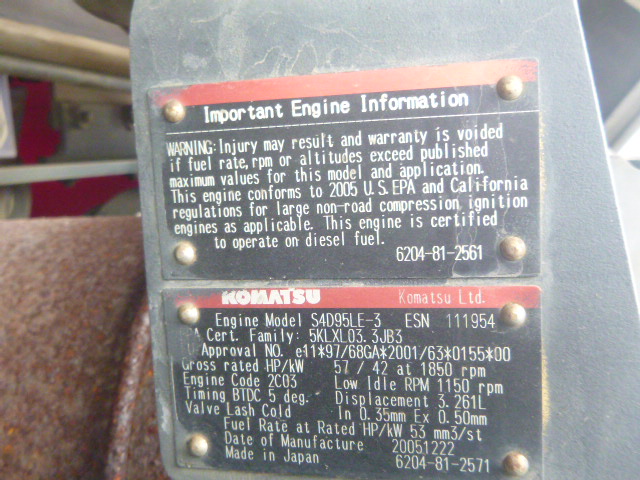 Important Engine Information
WARNING: Injury may result and warranty is voided
if fuel rate, rpm or altitudes exceed published
maximum values for this model and application.
This engine conforms to 2005 U.S. EPA and California
regulations for large non-road compression ignition
engines as applicable. This engine is certified
to operate on diesel fuel.
6204-81-2561
KOMATSU Komatsu Ltd.
Engine Model S4D95LE-3 ESN 111954
Cert. Family: 5KLXL03.3JB3
Approval NO. e11*97/68GA*2001/63*0155*00
Gross rated HP/kW 57 / 42 at 1850 rpm
Engine Code 2C03 Low Idle RPM 1150 rpm
Timing BTDC 5 deg. Displacement 3.261L
Valve Lash Cold In 0.35mm Ex 0.50mm
Fuel Rate at Rated HP/kW 53 mm3/st
Date of Manufacture 20051222
Made in Japan 6204-81-2571